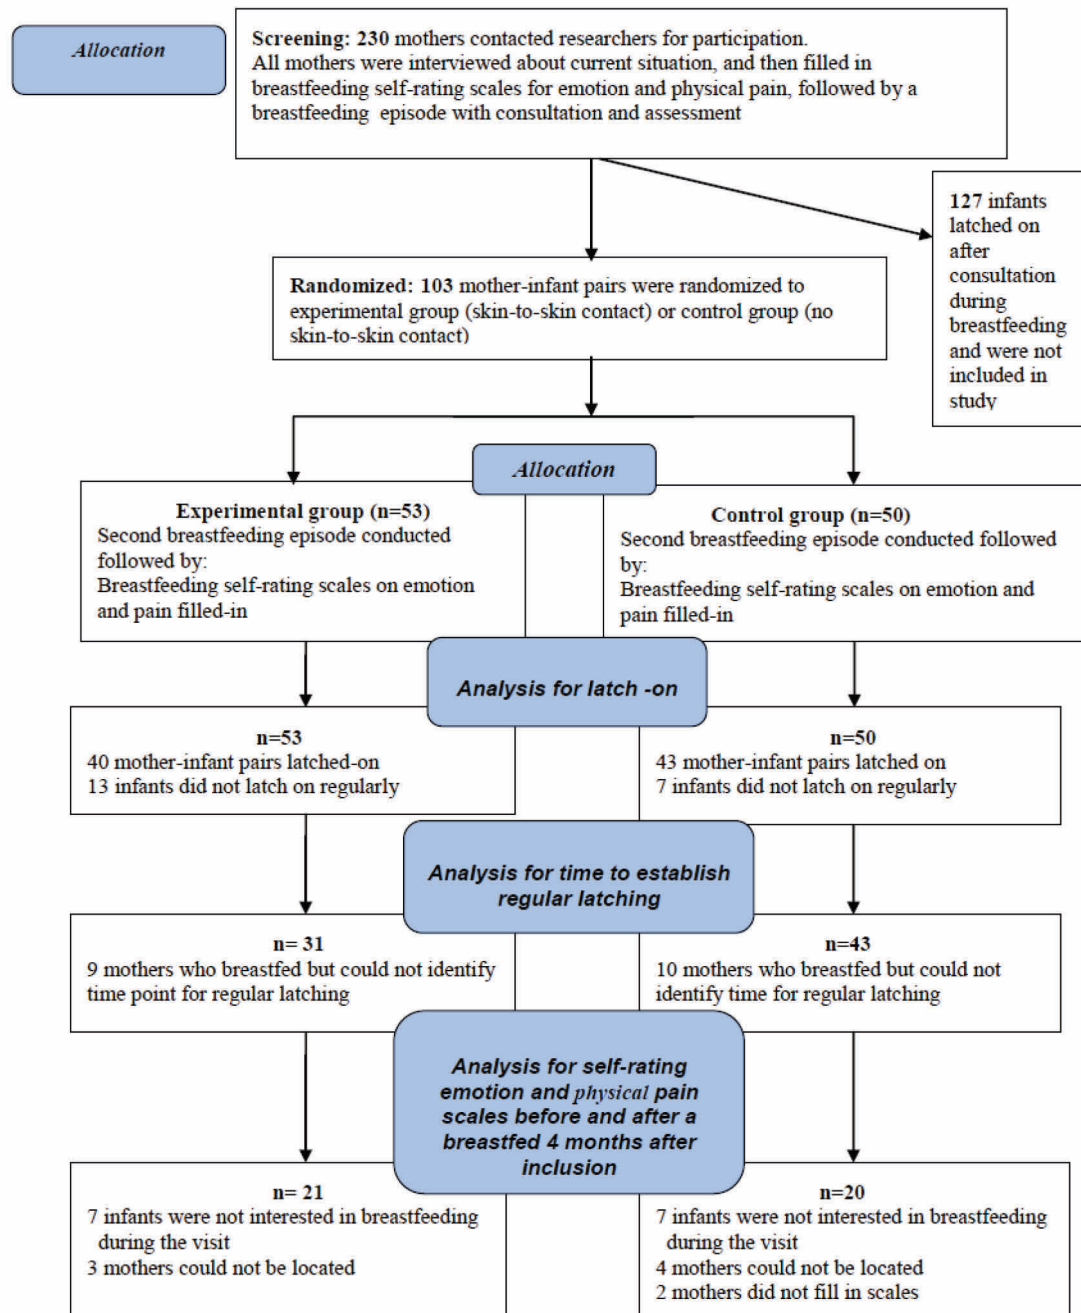 Allocation
Screening: 230 mothers contacted researchers for participation.
All mothers were interviewed about current situation, and then filled in
breastfeeding self-rating scales for emotion and physical pain, followed by a
breastfeeding episode with consultation and assessment
127 infants
latched on
after
consultation
during
breastfeeding
and were not
included in
study
Randomized: 103 mother-infant pairs were randomized to
experimental group (skin-to-skin contact) or control group (no
skin-to-skin contact)
Allocation
Experimental group (n=53)
Second breastfeeding episode conducted
followed by:
Breastfeeding self-rating scales on emotion
and pain filled-in
Control group (n=50)
Second breastfeeding episode conducted followed
by:
Breastfeeding self-rating scales on emotion and
pain filled-in
Analysis for latch -on
n=53
40 mother-infant pairs latched-on
13 infants did not latch on regularly
n=50
43 mother-infant pairs latched on
7 infants did not latch on regularly
Analysis for time to establish
regular latching
n= 31
9 mothers who breastfed but could not identify
time point for regular latching
n=43
10 mothers who breastfed but could not
identify time for regular latching
Analysis for self-rating
emotion and physical pain
scales before and after a
breastfed 4 months after
inclusion
n= 21
7 infants were not interested in breastfeeding
during the visit
3 mothers could not be located
n=20
7 infants were not interested in breastfeeding
during the visit
4 mothers could not be located
2 mothers did not fill in scales